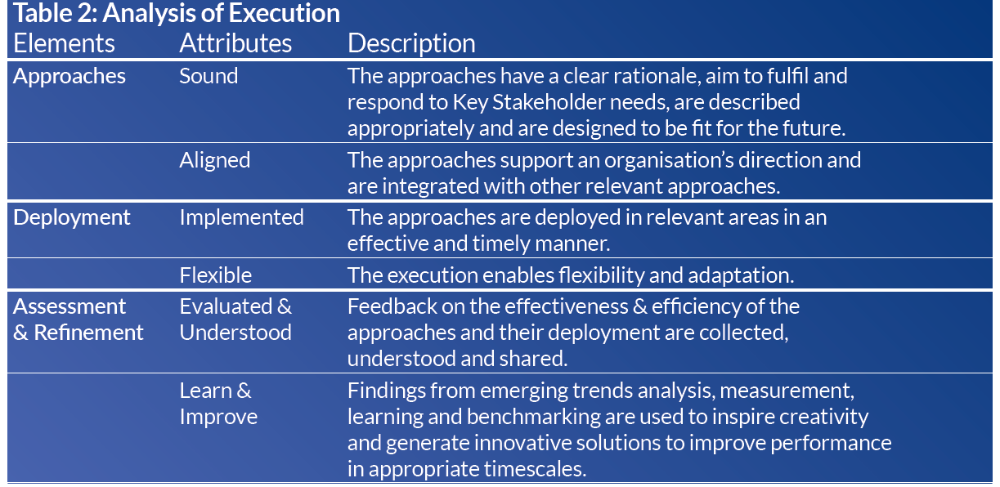 Table 2: Analysis of Execution
Elements Attributes Description
Approaches Sound The approaches have a clear rationale, aim to fulfil and
respond to Key Stakeholder needs, are described
appropriately and are designed to be fit for the future.
Aligned The approaches support an organisation’s direction and
are integrated with other relevant approaches.
Deployment Implemented The approaches are deployed in relevant areas in an
effective and timely manner.
Flexible The execution enables flexibility and adaptation.
Assessment Evaluated & Feedback on the effectiveness & efficiency of the
& Refinement Understood approaches and their deployment are collected,
understood and shared.
Learn & Findings from emerging trends analysis, measurement,
Improve learning and benchmarking are used to inspire creativity
and generate innovative solutions to improve performance
in appropriate timescales.